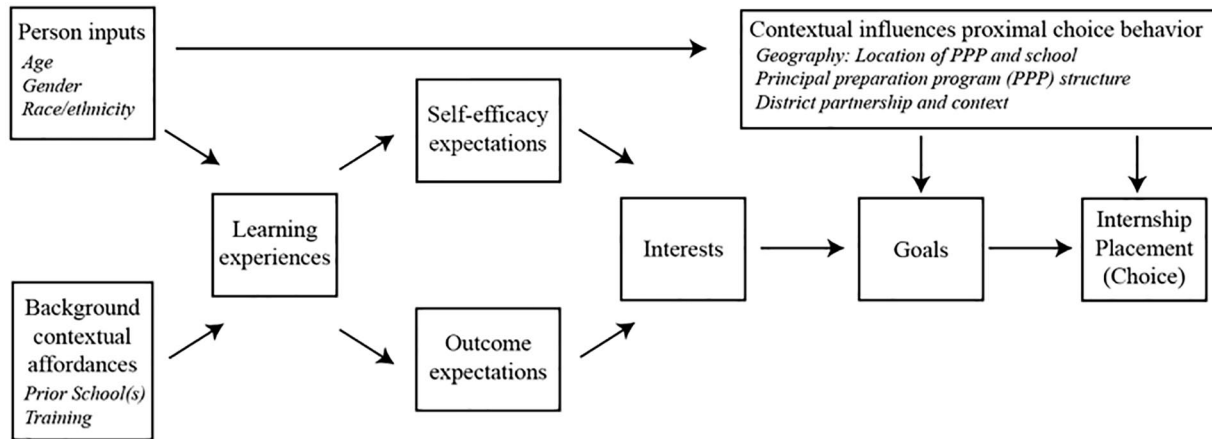 Person inputs
Age
Gender
Race/ethnicity
Contextual influences proximal choice behavior
Geography: Location of PPP and school
Principal preparation program (PPP) structure
District partnership and context
Self-efficacy
expectations
Learning
experiences
Interests
Goals
Internship
Placement
(Choice)
Background
contextual
affordances
Prior School(s)
Training
Outcome
expectations